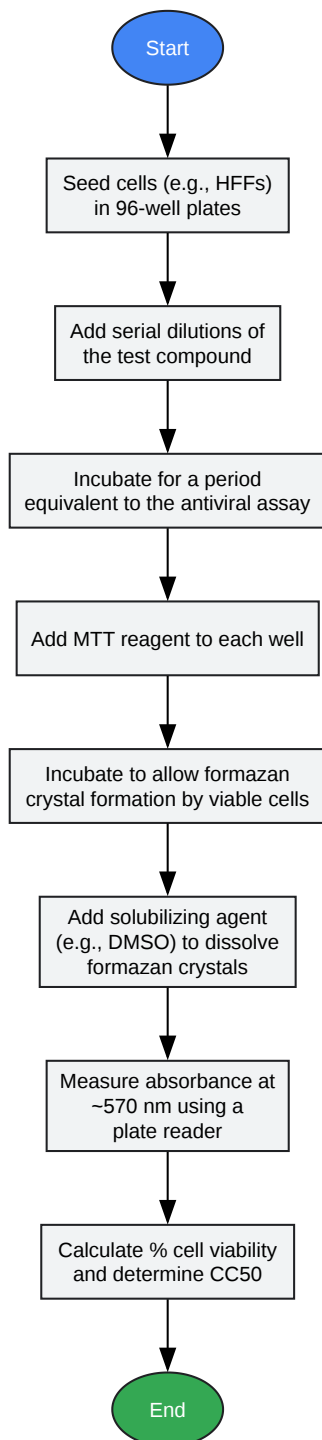 Start
Seed cells (e.g., HFFs)
in 96-well plates
Add serial dilutions of
the test compound
Incubate for a period
equivalent to the antiviral assay
Add MTT reagent to each well
Incubate to allow formazan
crystal formation by viable cells
Add solubilizing agent
(e.g., DMSO) to dissolve
formazan crystals
Measure absorbance at
~570 nm using a
plate reader
Calculate % cell viability
and determine CC50
End